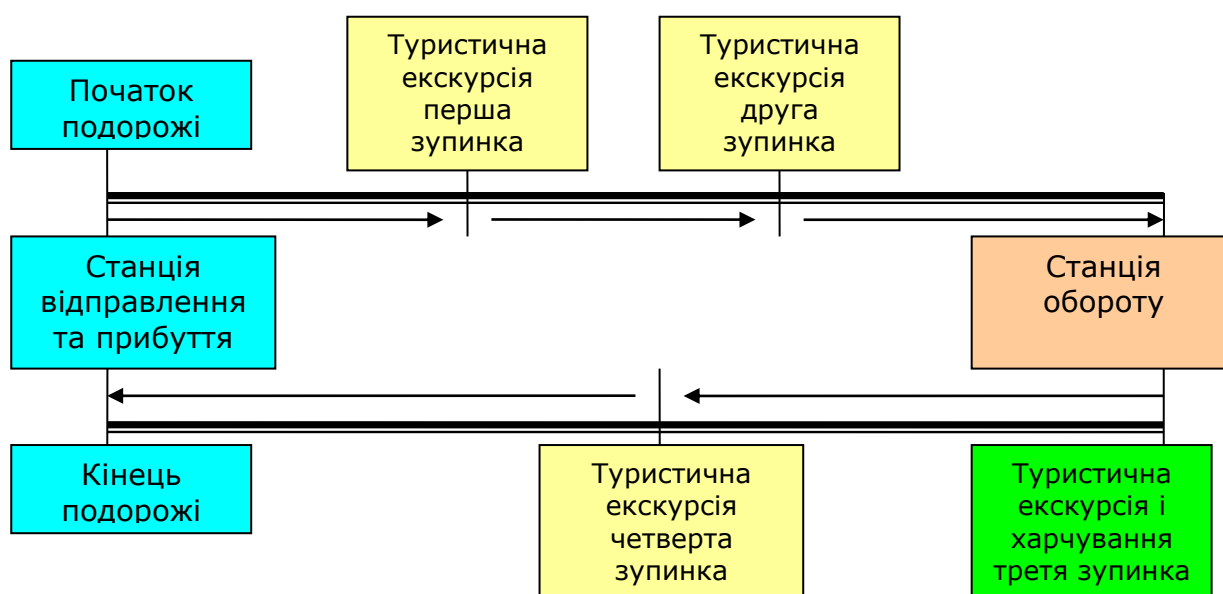 Початок
подорожі
Туристична
екскурсія
перша
зупинка
Туристична
екскурсія
друга
зупинка
Станція
відправлення
та прибуття
Станція
обороту
Кінець
подорожі
Туристична
екскурсія
четверта
зупинка
Туристична
екскурсія і
харчування
третя зупинка